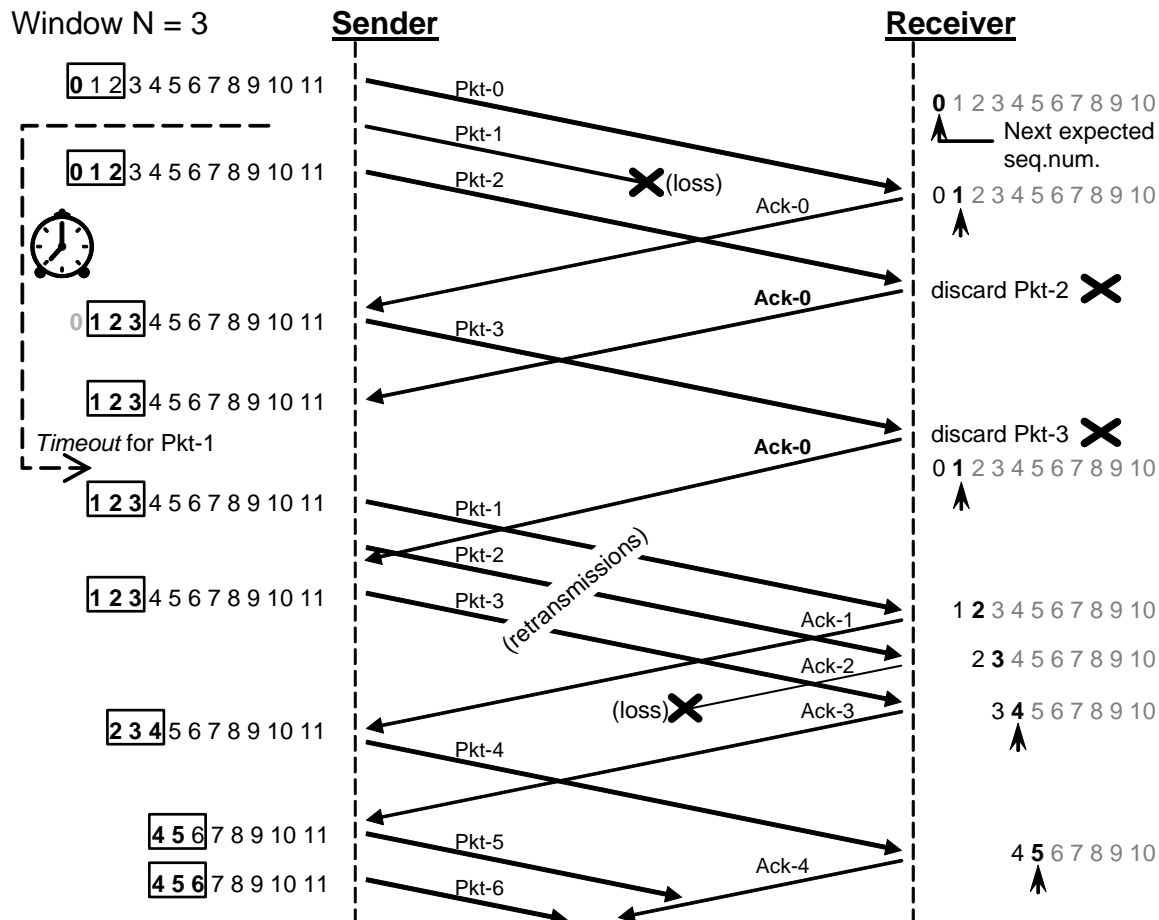 Window N = 3
Sender
Receiver
0 1 2 3 4 5 6 7 8 9 10 11
Pkt-0
0 1 2 3 4 5 6 7 8 9 10
Next expected
seq.num.
Pkt-1
(loss)
0 1 2 3 4 5 6 7 8 9 10 11
Pkt-2
Ack-0
0 1 2 3 4 5 6 7 8 9 10
Ack-0
discard Pkt-2
0 1 2 3 4 5 6 7 8 9 10 11
Pkt-3
1 2 3 4 5 6 7 8 9 10 11
Timeout for Pkt-1
Ack-0
discard Pkt-3
0 1 2 3 4 5 6 7 8 9 10
1 2 3 4 5 6 7 8 9 10 11
Pkt-1
Pkt-2
(retransmissions)
1 2 3 4 5 6 7 8 9 10 11
Pkt-3
Ack-1
1 2 3 4 5 6 7 8 9 10
Ack-2
2 3 4 5 6 7 8 9 10
(loss)
Ack-3
3 4 5 6 7 8 9 10
2 3 4 5 6 7 8 9 10 11
Pkt-4
4 5 6 7 8 9 10 11
Pkt-5
Ack-4
4 5 6 7 8 9 10
4 5 6 7 8 9 10 11
Pkt-6